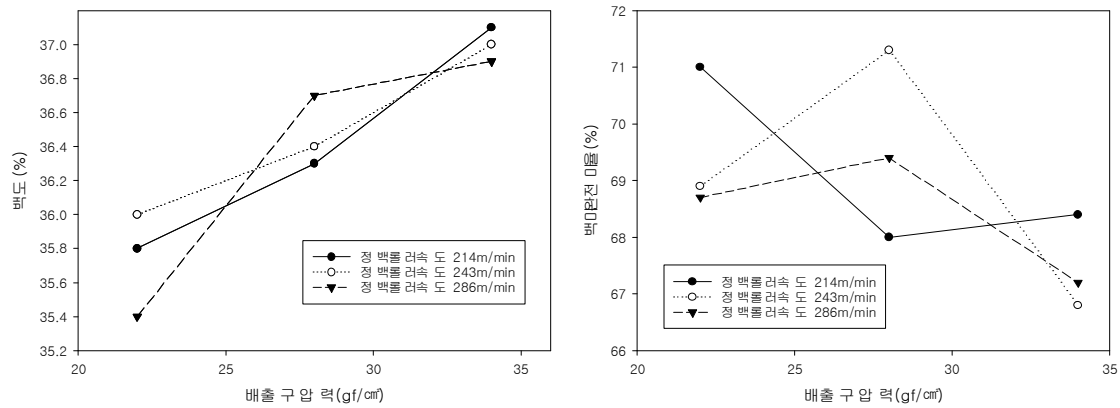 37.0
36.8
36.6
36.4
36.2
36.0
35.8
35.6
35.4
35.2
백도 (%)
정 백롤 러속 도 214m/min
정 백롤 러속 도 243m/min
정 백롤 러속 도 286m/min
20 25 30 35
배출 구 압 력(gf/㎠)
72
71
70
69
68
67
66
백미완전 미율(%)
정 백롤 러속 도 214m/min
정 백롤 러속 도 243m/min
정 백롤 러속 도 286m/min
20 25 30 35
배출 구 압 력(gf/㎠)